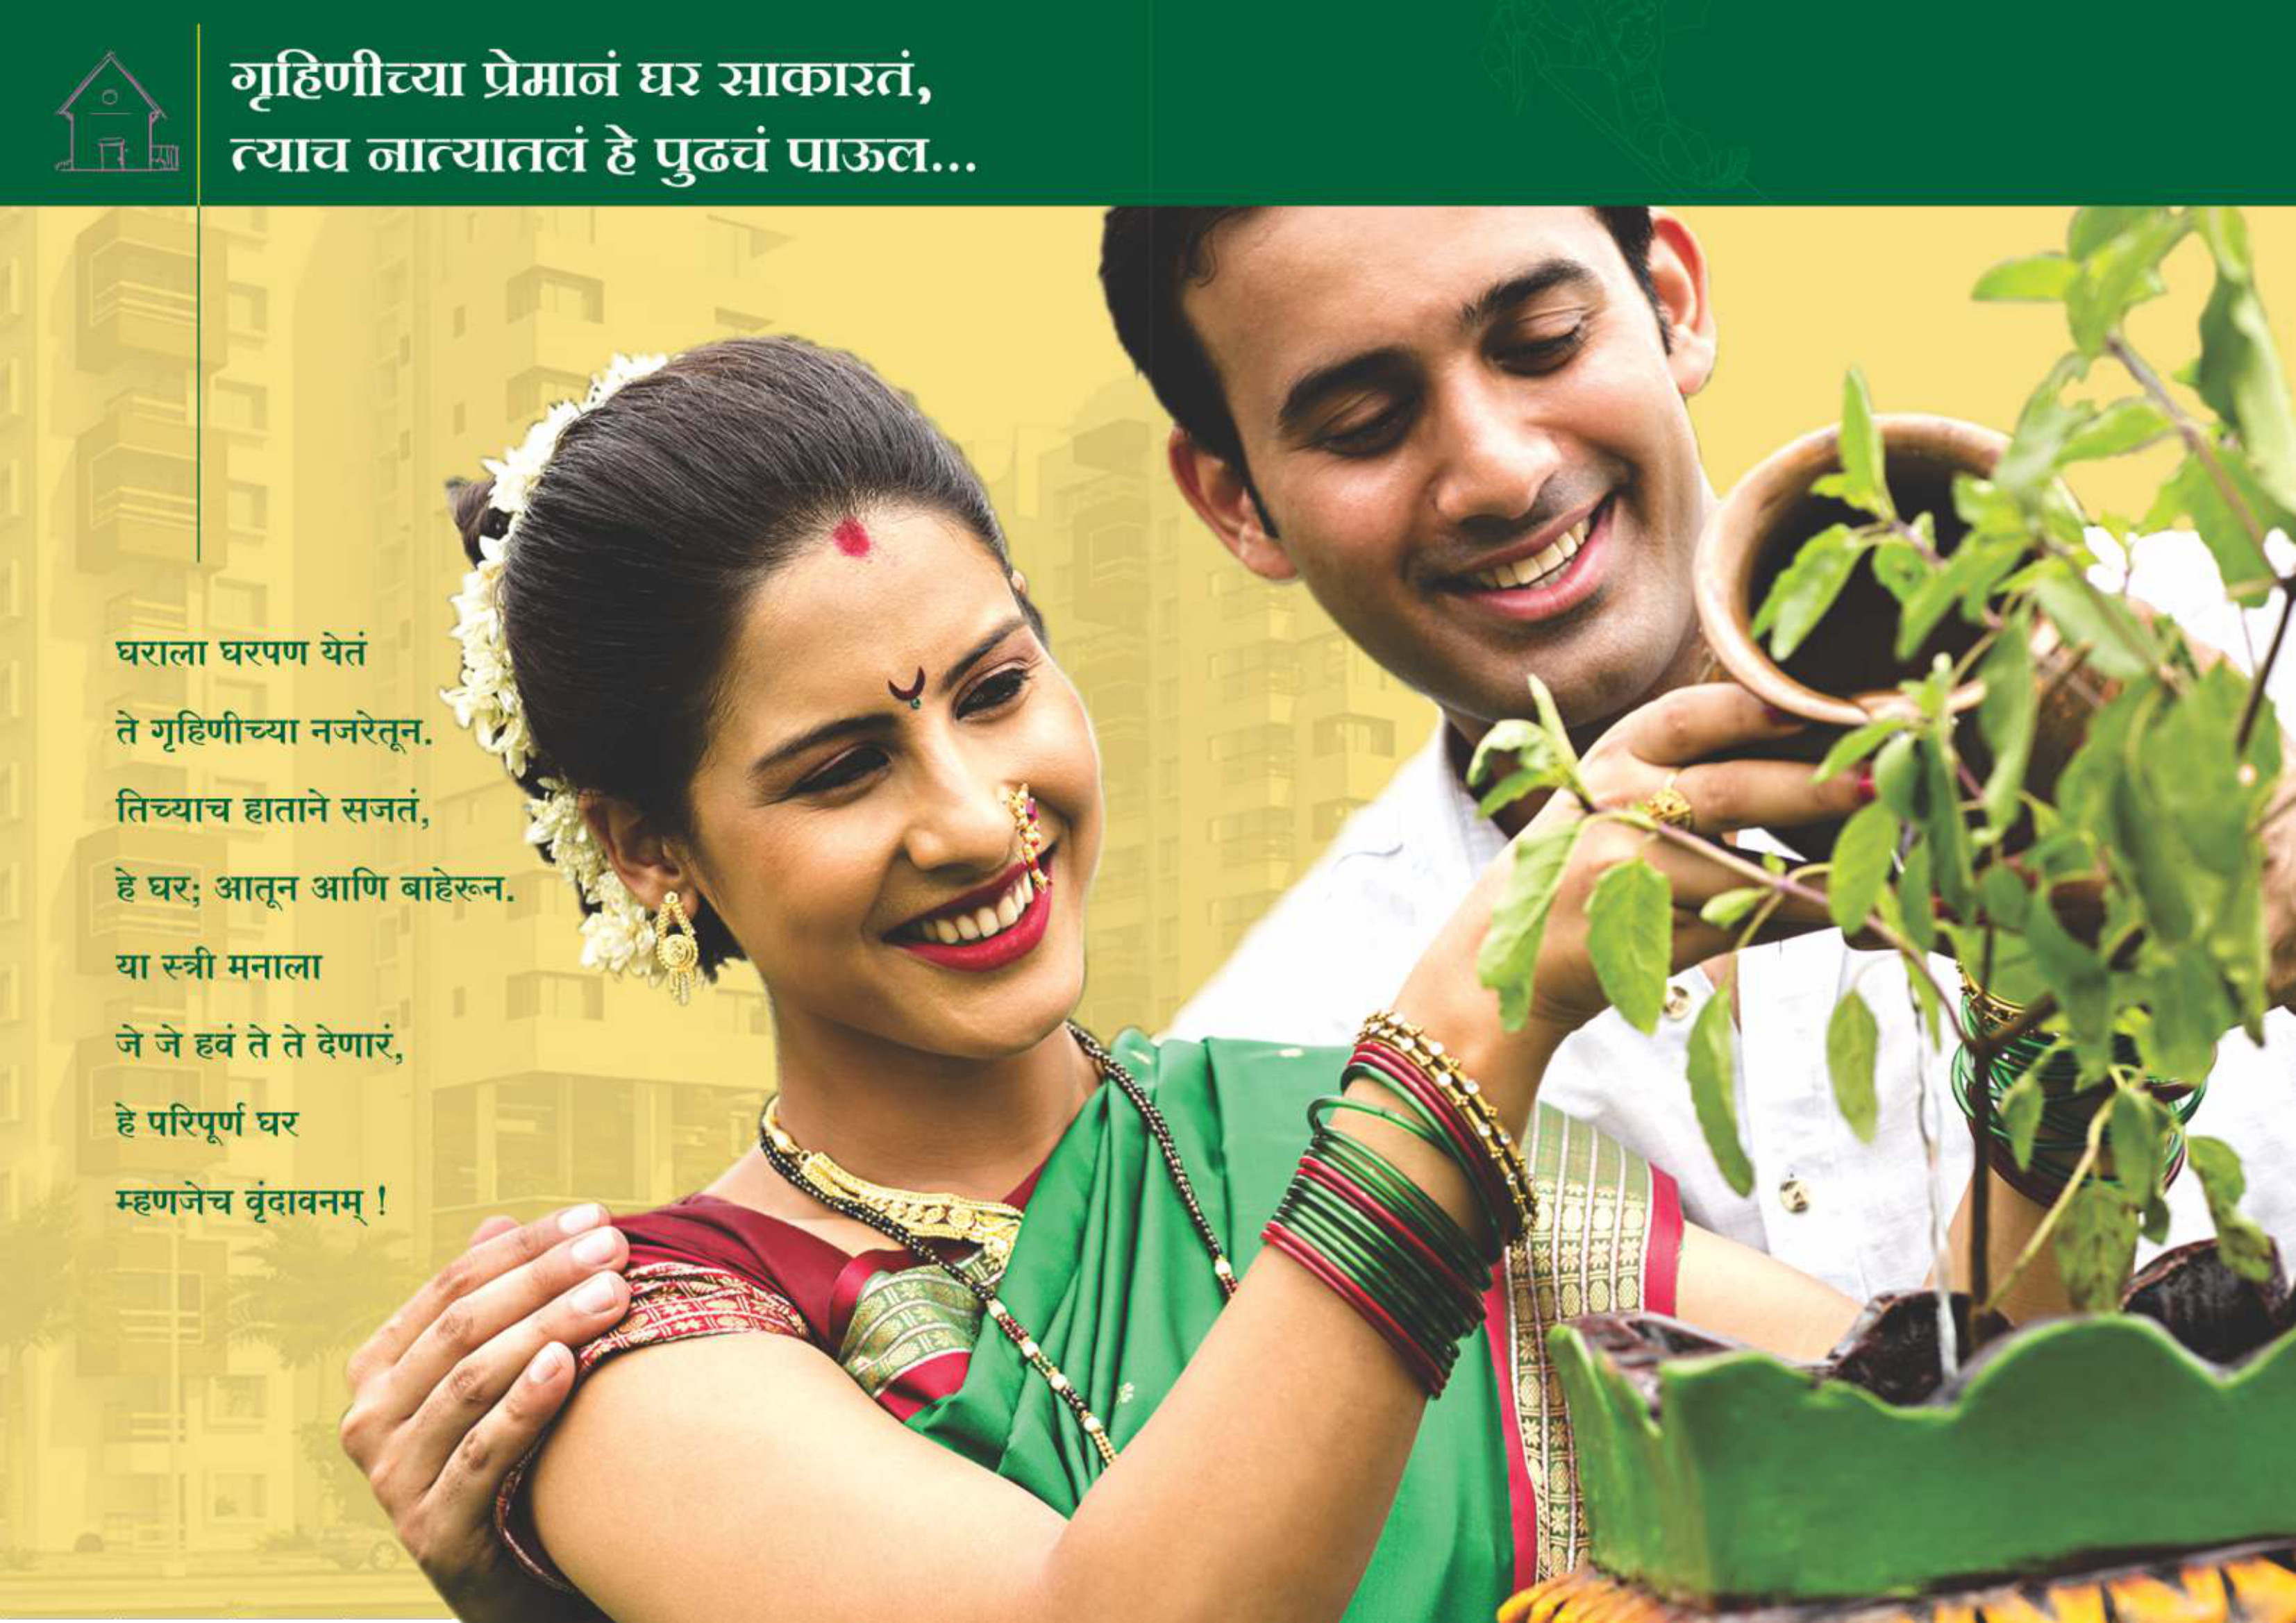 गृहिणीच्या प्रेमानं घर साकारतं,
त्याच नात्यातलं हे पुढचं पाऊल...
घराला घरपण येतं
ते गृहिणीच्या नजरेतून.
तिच्याच हाताने सजतं,
हे घर; आतून आणि बाहेरून.
या स्त्री मनाला
जे जे हवं ते ते देणारं,
हे परिपूर्ण घर
म्हणजेच वृंदावनम् !